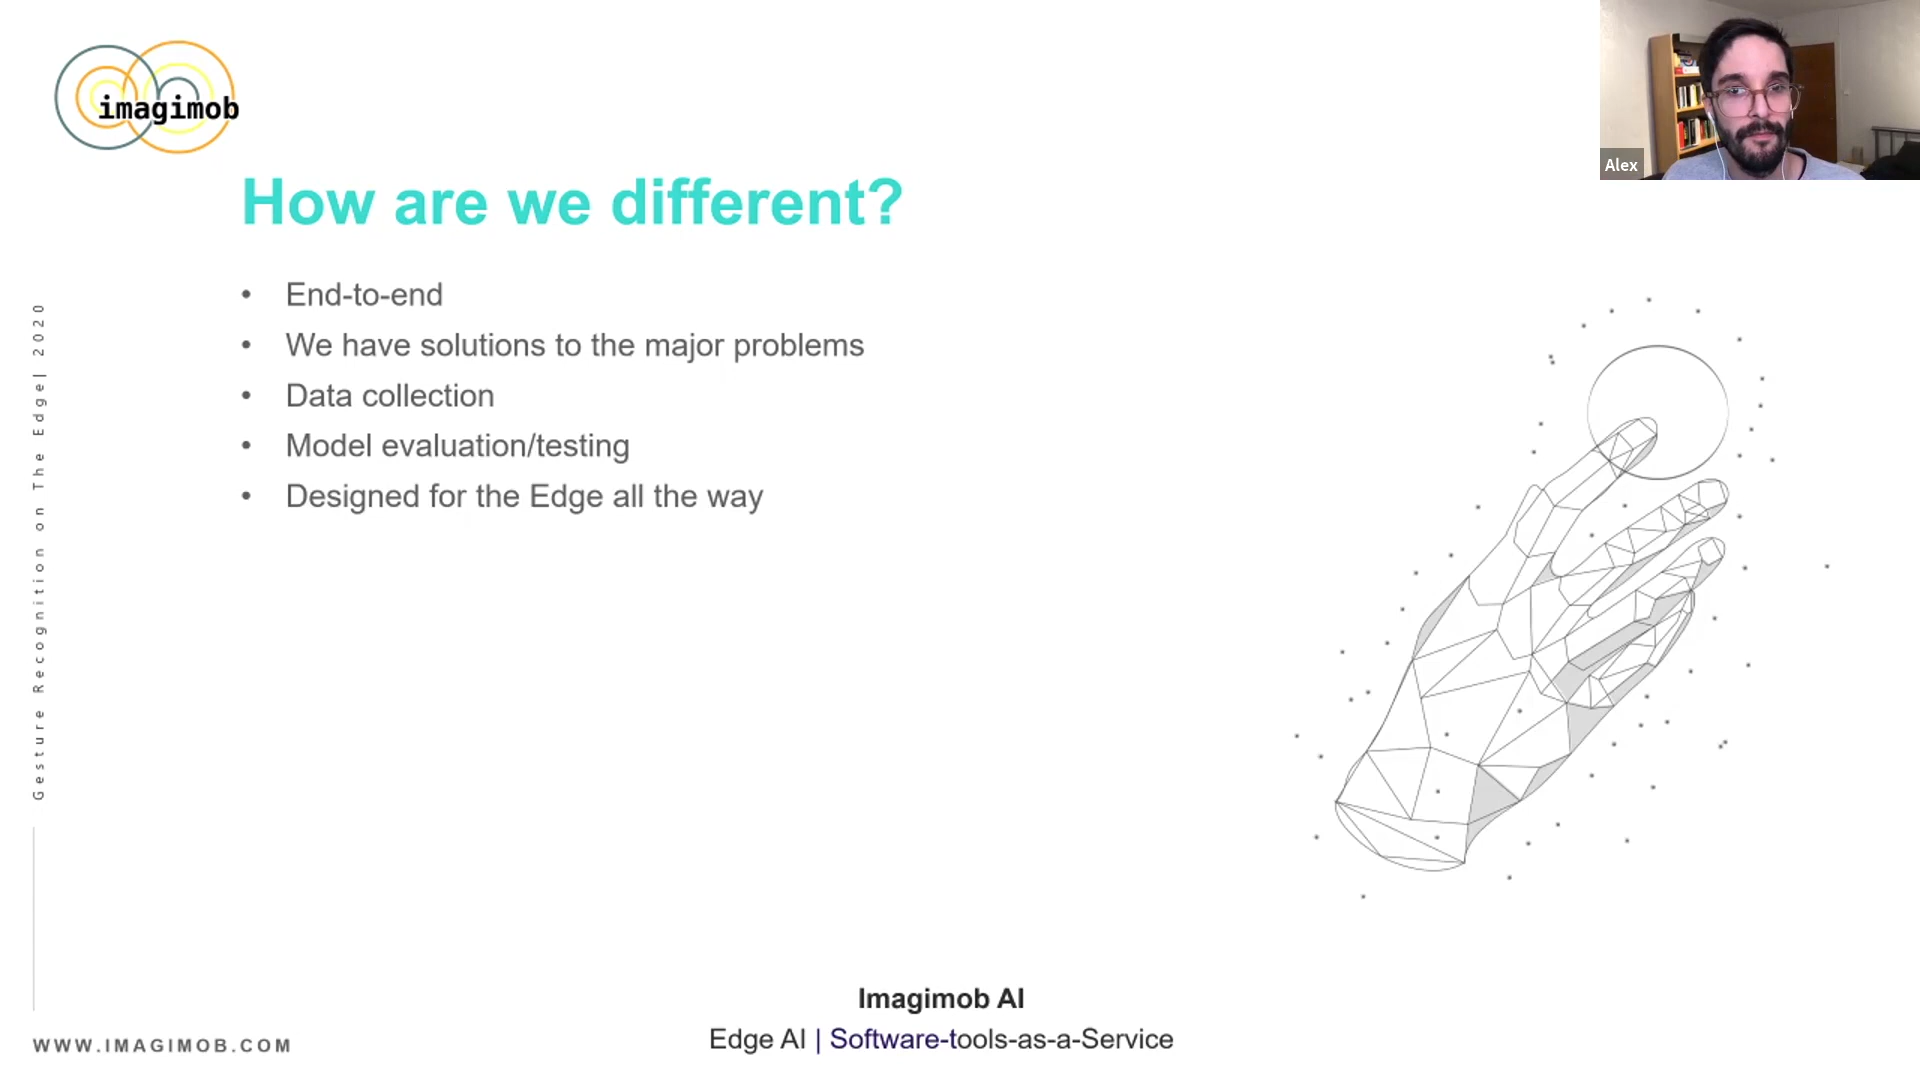 imagimob
Alex
How are we different?
• End-to-end
• We have solutions to the major problems
• Data collection
• Model evaluation/testing
• Designed for the Edge all the way
Gesture Recognition on The Edge| 2020
Imagimob AI
Edge AI | Software-tools-as-a-Service
WWW.IMAGIMOB.COM